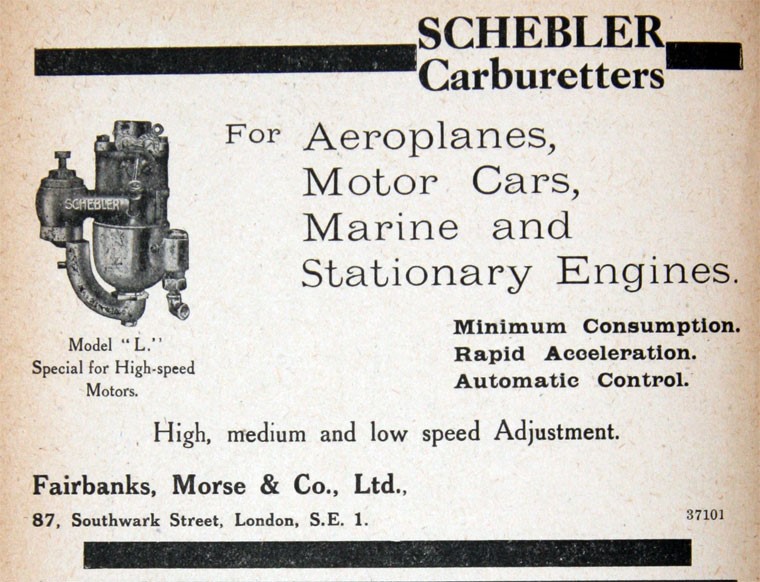 SCHEBLER
Carburetters
For Aeroplanes,
Motor Cars,
Marine and
Stationary Engines.
SCHEBLER
Model "L."
Special for High-speed
Motors.
Minimum Consumption.
Rapid Acceleration.
Automatic Control.
High, medium and low speed Adjustment.
Fairbanks, Morse & Co., Ltd.,
87, Southwark Street, London, S.E. 1.
37101